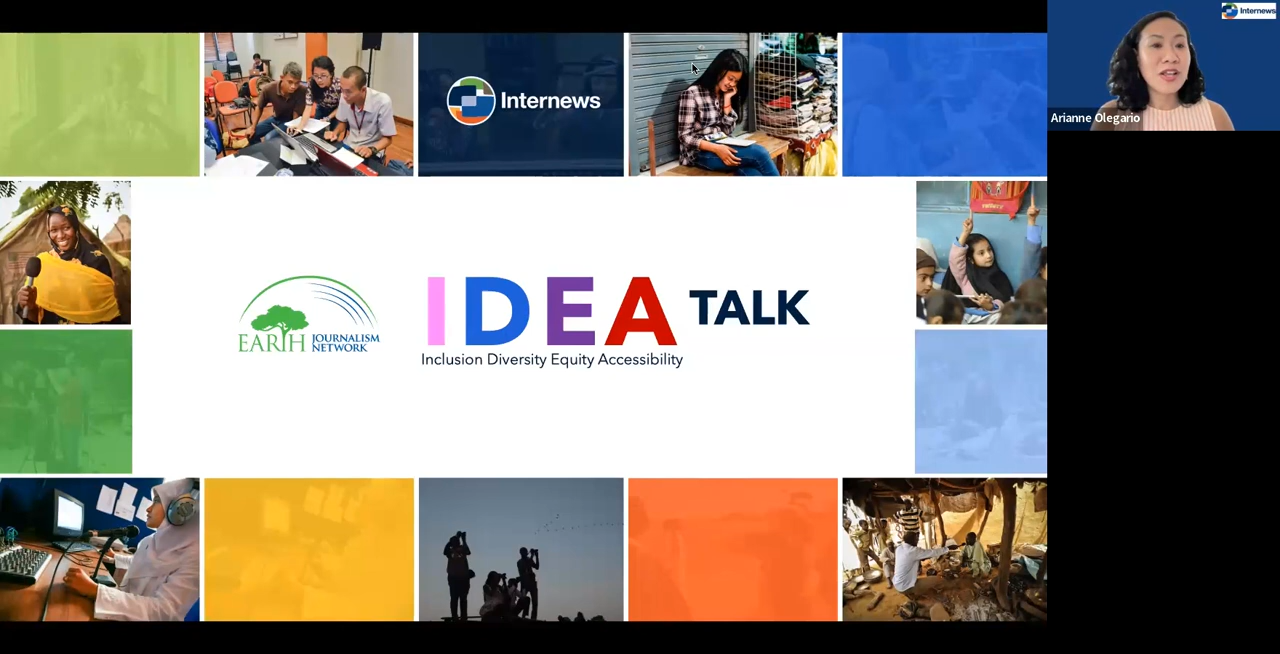 Internews
Internews
Arianne Olegario
EARTH JOURNALISM
NETWORK
IDEA TALK
Inclusion Diversity Equity Accessibility